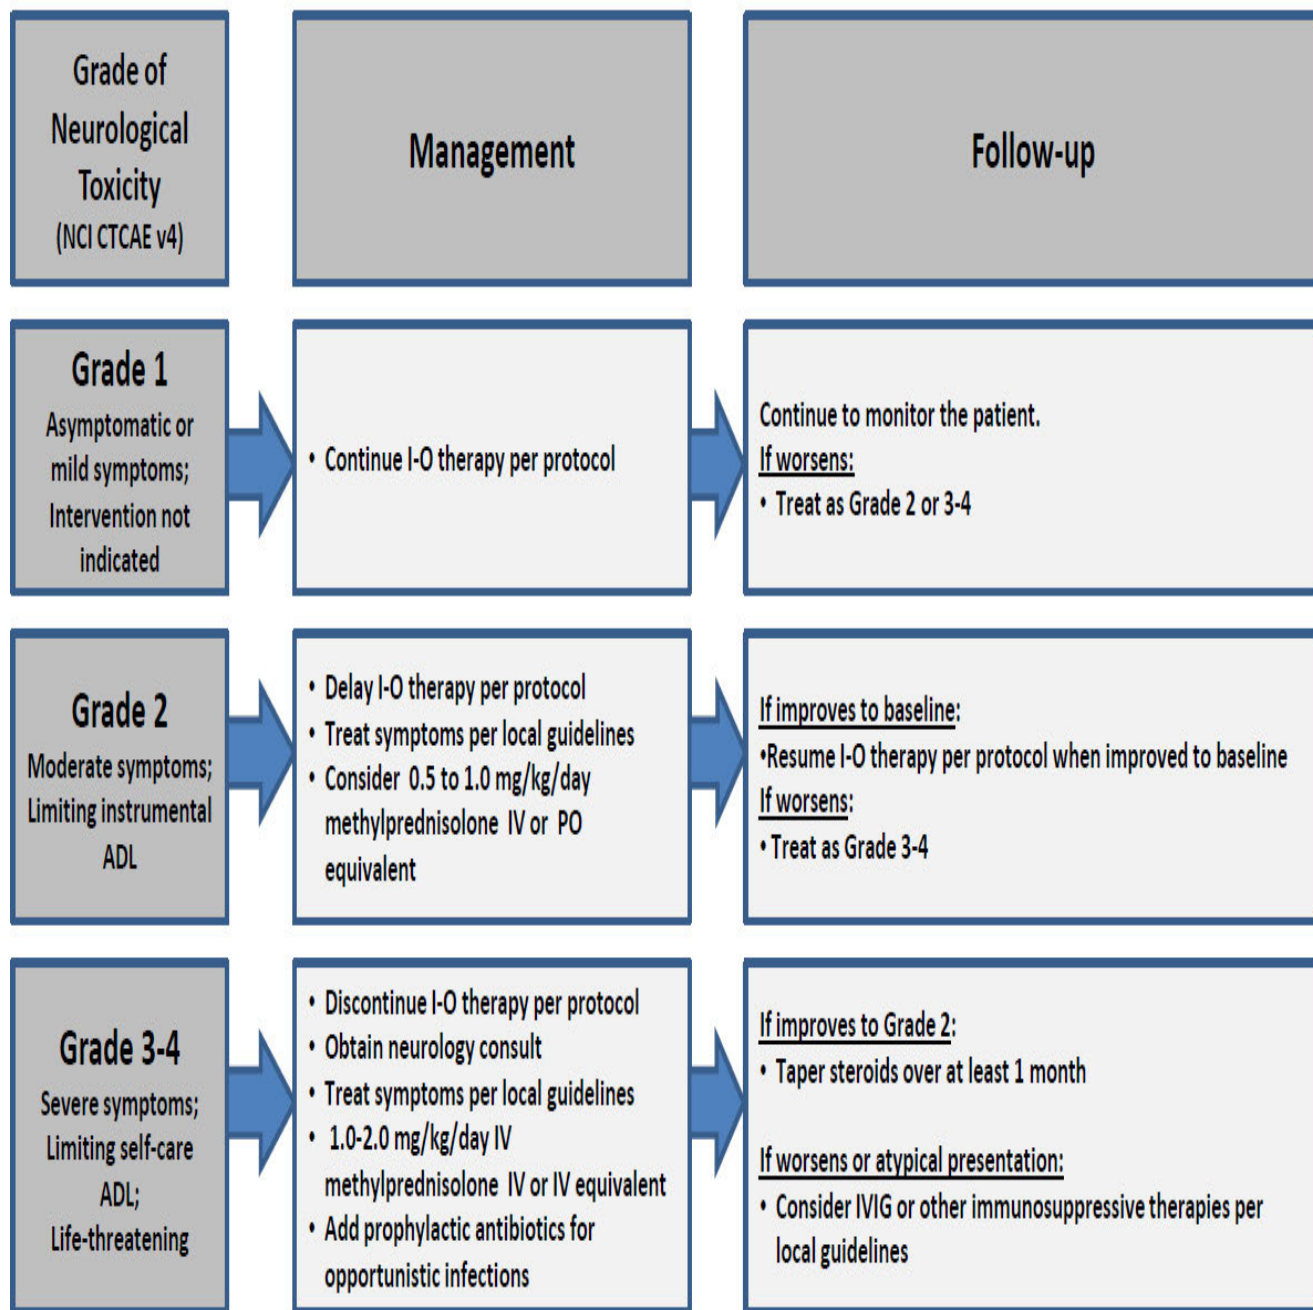 Grade of
Neurological
Toxicity
(NCI CTCAE v4)
Management
Follow-up
Grade 1
Asymptomatic or
mild symptoms;
Intervention not
indicated
• Continue I-O therapy per protocol
Continue to monitor the patient.
If worsens:
• Treat as Grade 2 or 3-4
Grade 2
Moderate symptoms;
Limiting instrumental
ADL
• Delay I-O therapy per protocol
• Treat symptoms per local guidelines
• Consider 0.5 to 1.0 mg/kg/day
methylprednisolone IV or PO
equivalent
If improves to baseline:
•Resume I-O therapy per protocol when improved to baseline
If worsens:
• Treat as Grade 3-4
Grade 3-4
Severe symptoms;
Limiting self-care
ADL;
Life-threatening
• Discontinue I-O therapy per protocol
• Obtain neurology consult
• Treat symptoms per local guidelines
• 1.0-2.0 mg/kg/day IV
methylprednisolone IV or IV equivalent
• Add prophylactic antibiotics for
opportunistic infections
If improves to Grade 2:
• Taper steroids over at least 1 month
If worsens or atypical presentation:
• Consider IVIG or other immunosuppressive therapies per
local guidelines